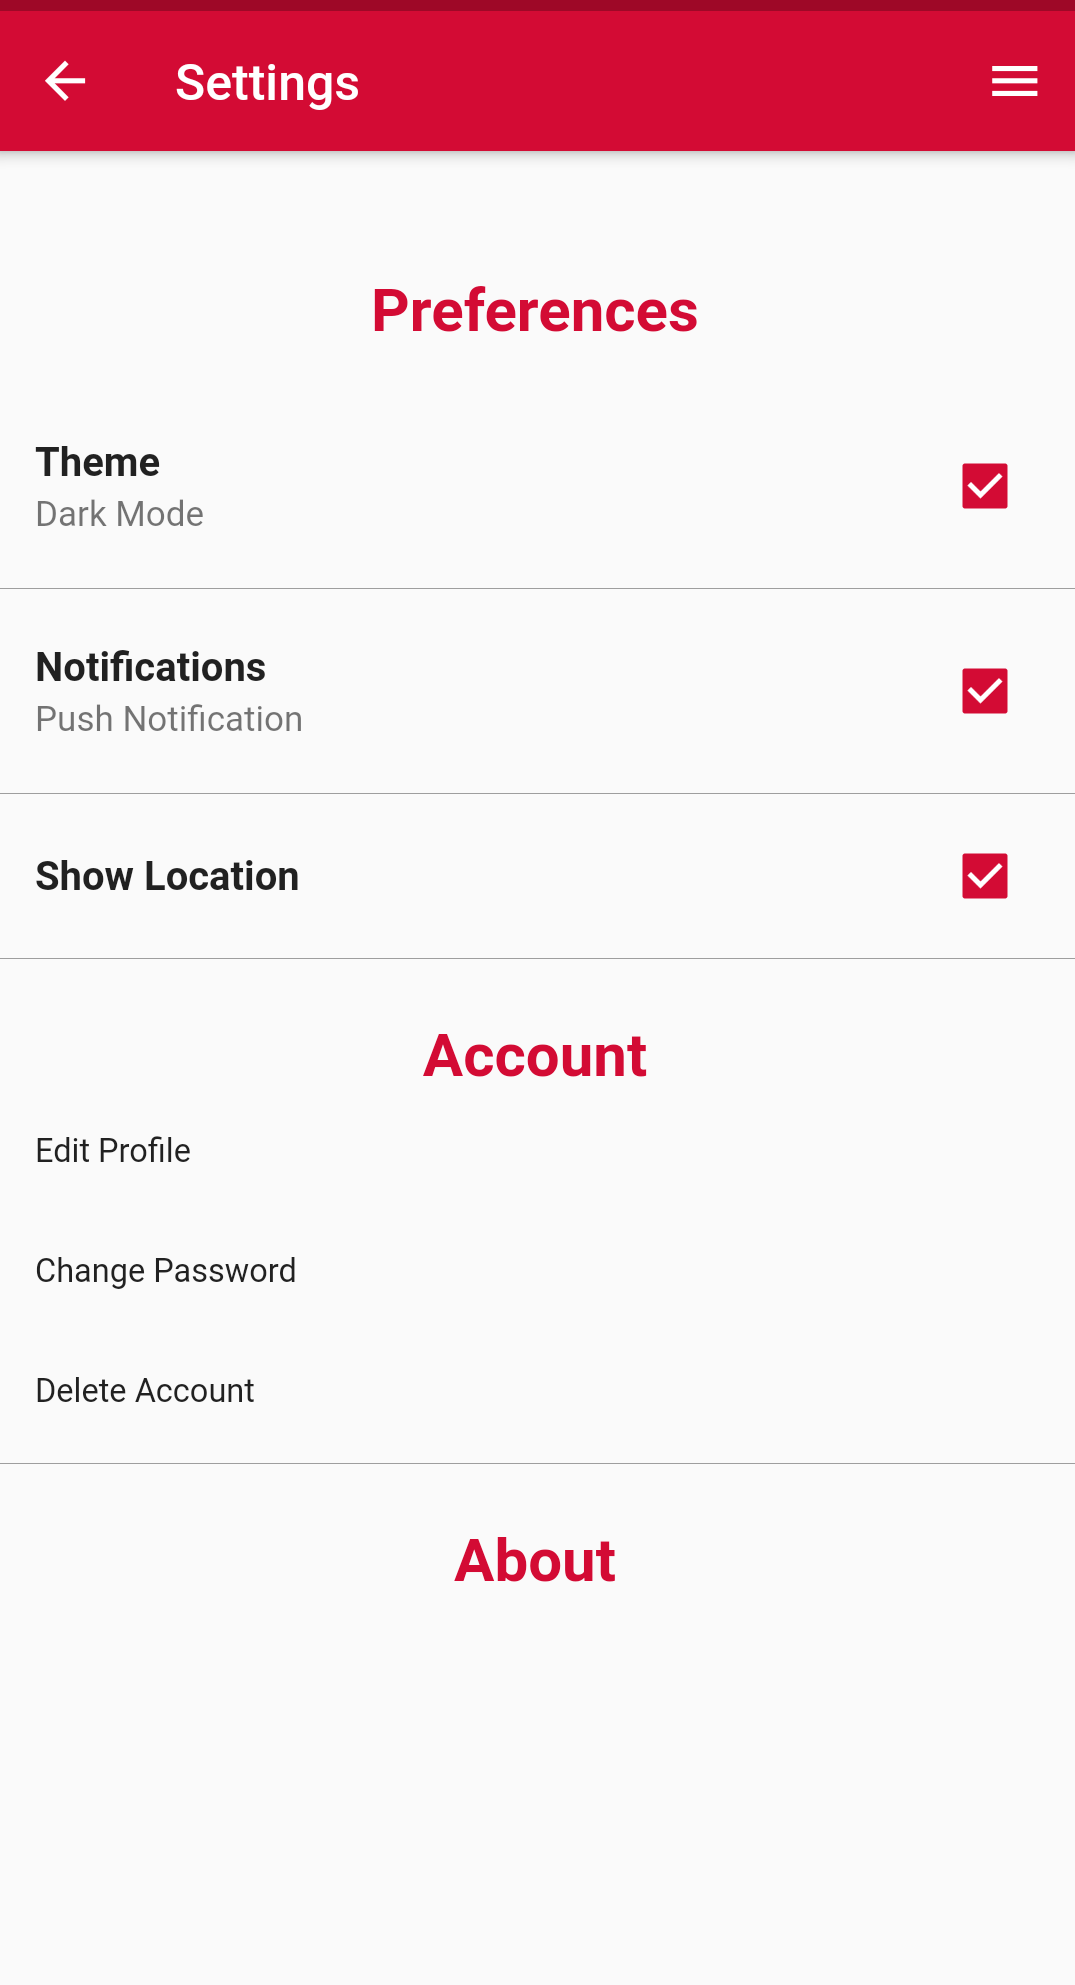 Settings
Preferences
Theme
Dark Mode
Notifications
Push Notification
Show Location
Account
Edit Profile
Change Password
Delete Account
About